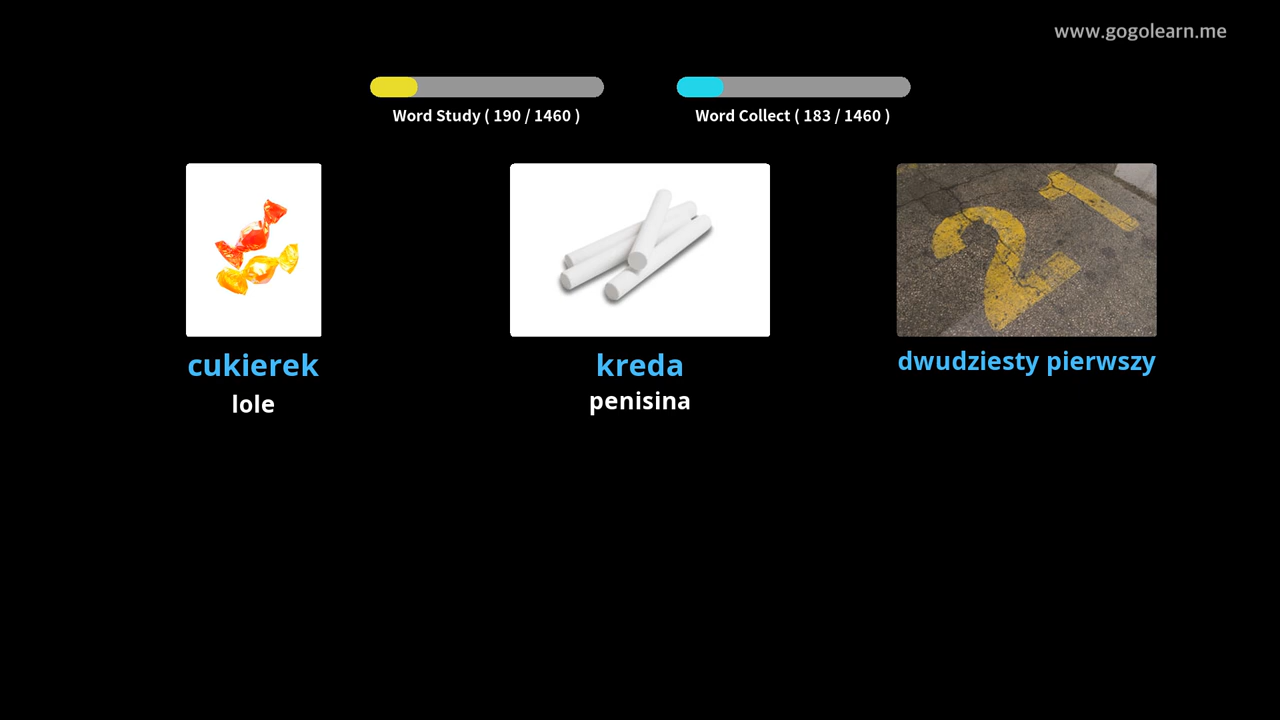 www.gogolearn.me
Word Study ( 190 / 1460 )
Word Collect ( 183 / 1460 )
21
cukierek
kreda
dwudziesty pierwszy
lole
penisina